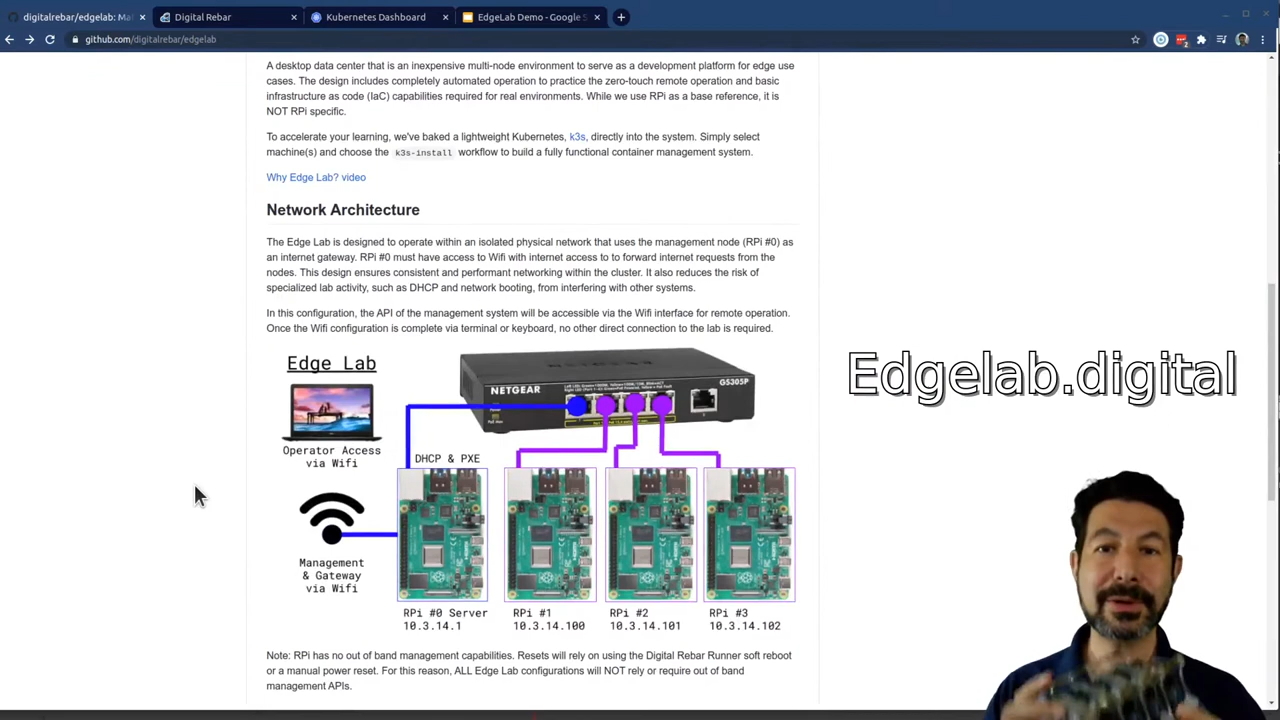 digitalrebar/edgelab: Ma
Digital Rebar
Kubernetes Dashboard
EdgeLab Demo - Google S
github.com/digitalrebar/edgelab
A desktop data center that is an inexpensive multi-node environment to serve as a development platform for edge use
cases. The design includes completely automated operation to practice the zero-touch remote operation and basic
infrastructure as code (IaC) capabilities required for real environments. While we use RPi as a base reference, it is
NOT RPi specific.
To accelerate your learning, we've baked a lightweight Kubernetes, k3s, directly into the system. Simply select
machine(s) and choose the k3s-install workflow to build a fully functional container management system.
Why Edge Lab? video
Network Architecture
The Edge Lab is designed to operate within an isolated physical network that uses the management node (RPi #0) as
an internet gateway. RPi #0 must have access to Wifi with internet access to to forward internet requests from the
nodes. This design ensures consistent and performant networking within the cluster. It also reduces the risk of
specialized lab activity, such as DHCP and network booting, from interfering with other systems.
In this configuration, the API of the management system will be accessible via the Wifi interface for remote operation.
Once the Wifi configuration is complete via terminal or keyboard, no other direct connection to the lab is required.
Edge Lab
NETGEAR
GS305P
Operator Access
via Wifi
DHCP & PXE
Management
& Gateway
via Wifi
RPi #0 Server
10.3.14.1
RPi #1
10.3.14.100
RPi #2
10.3.14.101
RPi #3
10.3.14.102
Edgelab.digital
Note: RPi has no out of band management capabilities. Resets will rely on using the Digital Rebar Runner soft reboot
or a manual power reset. For this reason, ALL Edge Lab configurations will NOT rely or require out of band
management APIs.